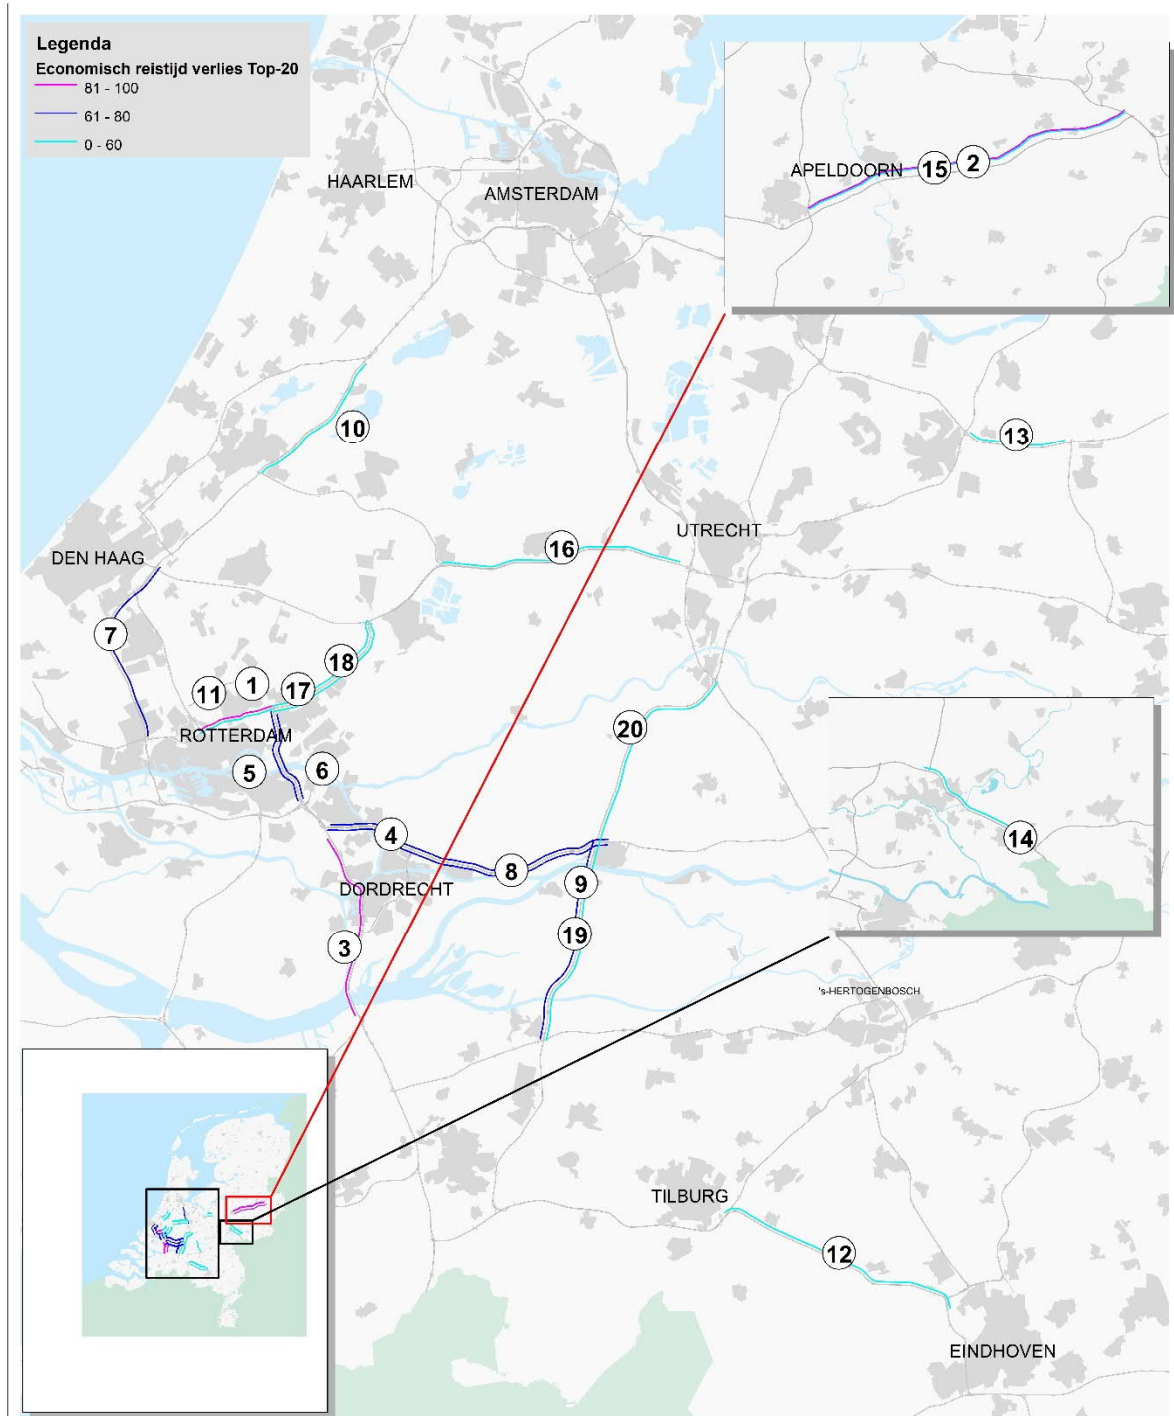 Legenda
Economisch reistijd verlies Top-20
81 - 100
61 - 80
0 - 60
HAARLEM
AMSTERDAM
APELDOORN
15
2
10
13
UTRECHT
DEN HAAG
16
7
18
11
1
17
ROTTERDAM
20
5
6
4
14
8
9
DORDRECHT
19
3
's-HERTOGENBOSCH
TILBURG
12
EINDHOVEN